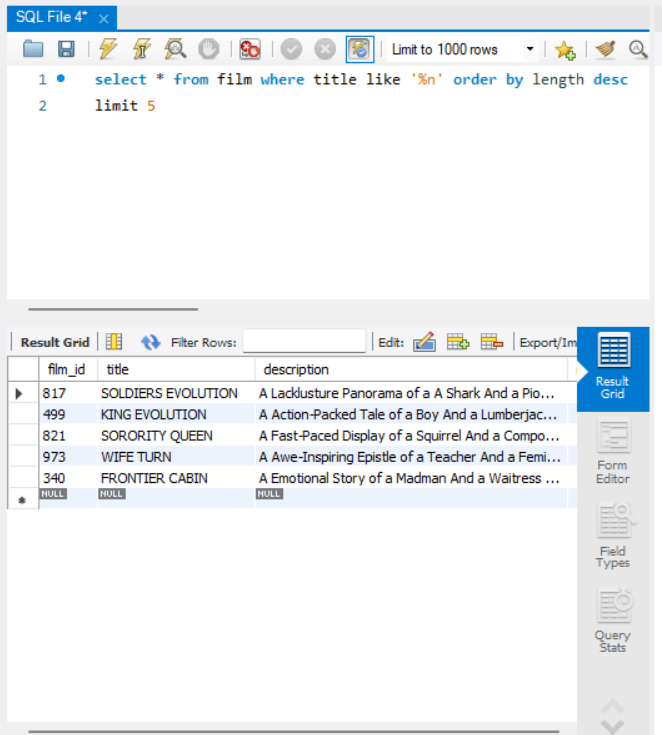 SQL File 4*
Limit to 1000 rows
1 select * from film where title like '%n' order by length desc
2 limit 5
Result Grid Filter Rows: Edit: Export/Im
film_id title description
817 SOLDIERS EVOLUTION A Lacklusture Panorama of a A Shark And a Pio...
499 KING EVOLUTION A Action-Packed Tale of a Boy And a Lumberjac...
821 SORORITY QUEEN A Fast-Paced Display of a Squirrel And a Compo...
973 WIFE TURN A Awe-Inspiring Epistle of a Teacher And a Femi...
340 FRONTIER CABIN A Emotional Story of a Madman And a Waitress ...
NULL NULL NULL
Result
Grid
Form
Editor
Field
Types
Query
Stats